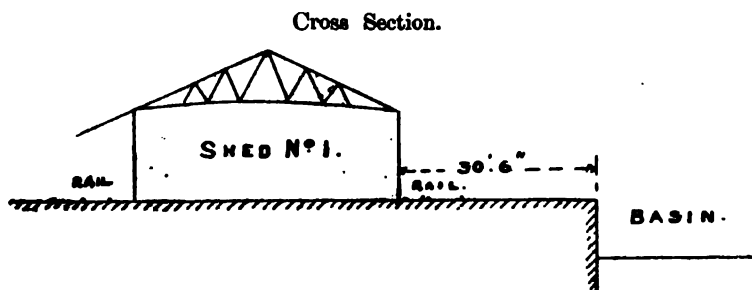 Cross Section.
SHED Nº 1.
30'.6"
RAIL
RAIL.
BASIN.